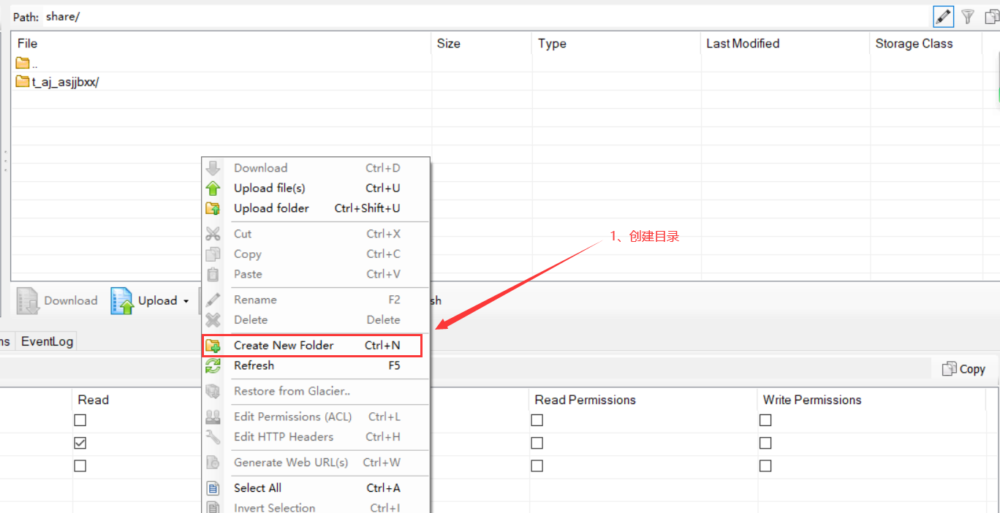 Path: share/
File Size Type Last Modified Storage Class
..
t_aj_asjjbxx/
Download Ctrl+D
Upload file(s) Ctrl+U
Upload folder Ctrl+Shift+U
Cut Ctrl+X
1、创建目录
Copy Ctrl+C
Paste Ctrl+V
Download Upload Rename F2 sh
Delete Delete
ns EventLog Create New Folder Ctrl+N
Refresh F5
Copy
Restore from Glacier..
Read Read Permissions Write Permissions
Edit Permissions (ACL) Ctrl+L
Edit HTTP Headers Ctrl+H
Generate Web URL(s) Ctrl+W
Select All Ctrl+A
Invert Selection Ctrl+I